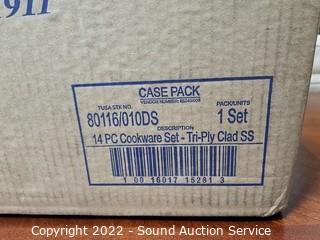 911
CASE PACK
TUSA STK NO. PACK/UNITS
80116/010DS 1 Set
DESCRIPTION
14 PC Cookware Set - Tri-Ply Clad SS
1 00 16017 15281 3
Copyright 2022 - Sound Auction Service